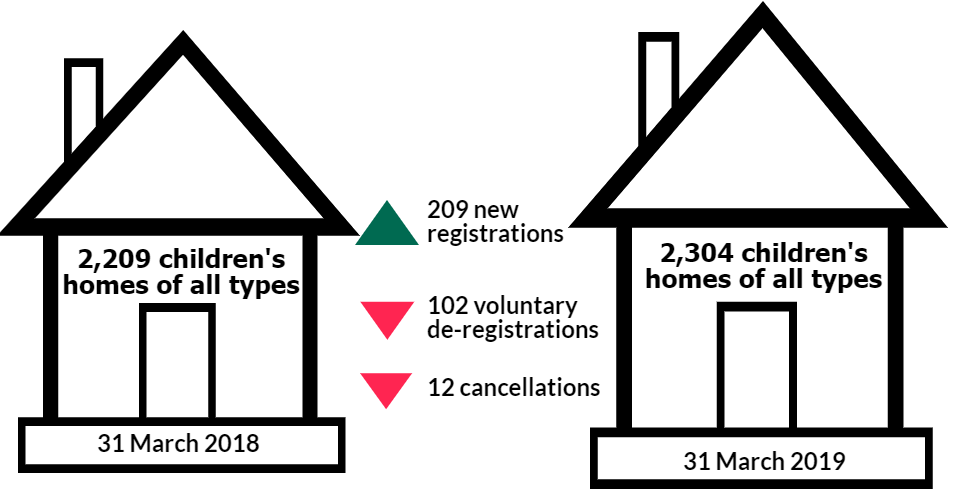 2,209 children's
homes of all types
31 March 2018
209 new
registrations
102 voluntary
de-registrations
12 cancellations
2,304 children's
homes of all types
31 March 2019